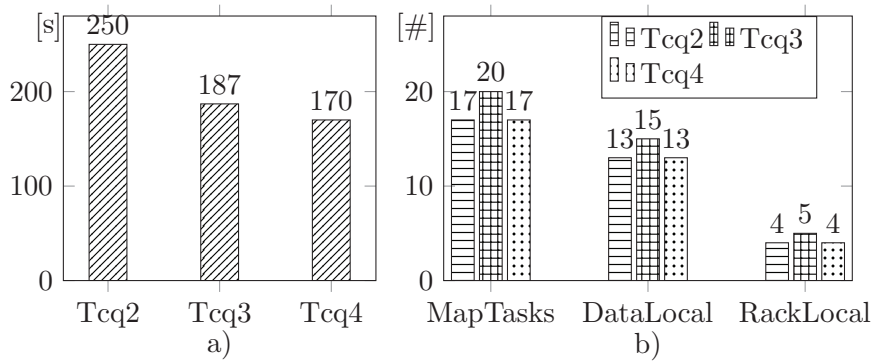 [s]
250
187
170
200
100
0
Tcq2 Tcq3 Tcq4
a)
[#]
Tcq2 Tcq3
Tcq4
17 20 17
13 15 13
4 5 4
20
10
0
MapTasks DataLocal RackLocal
b)